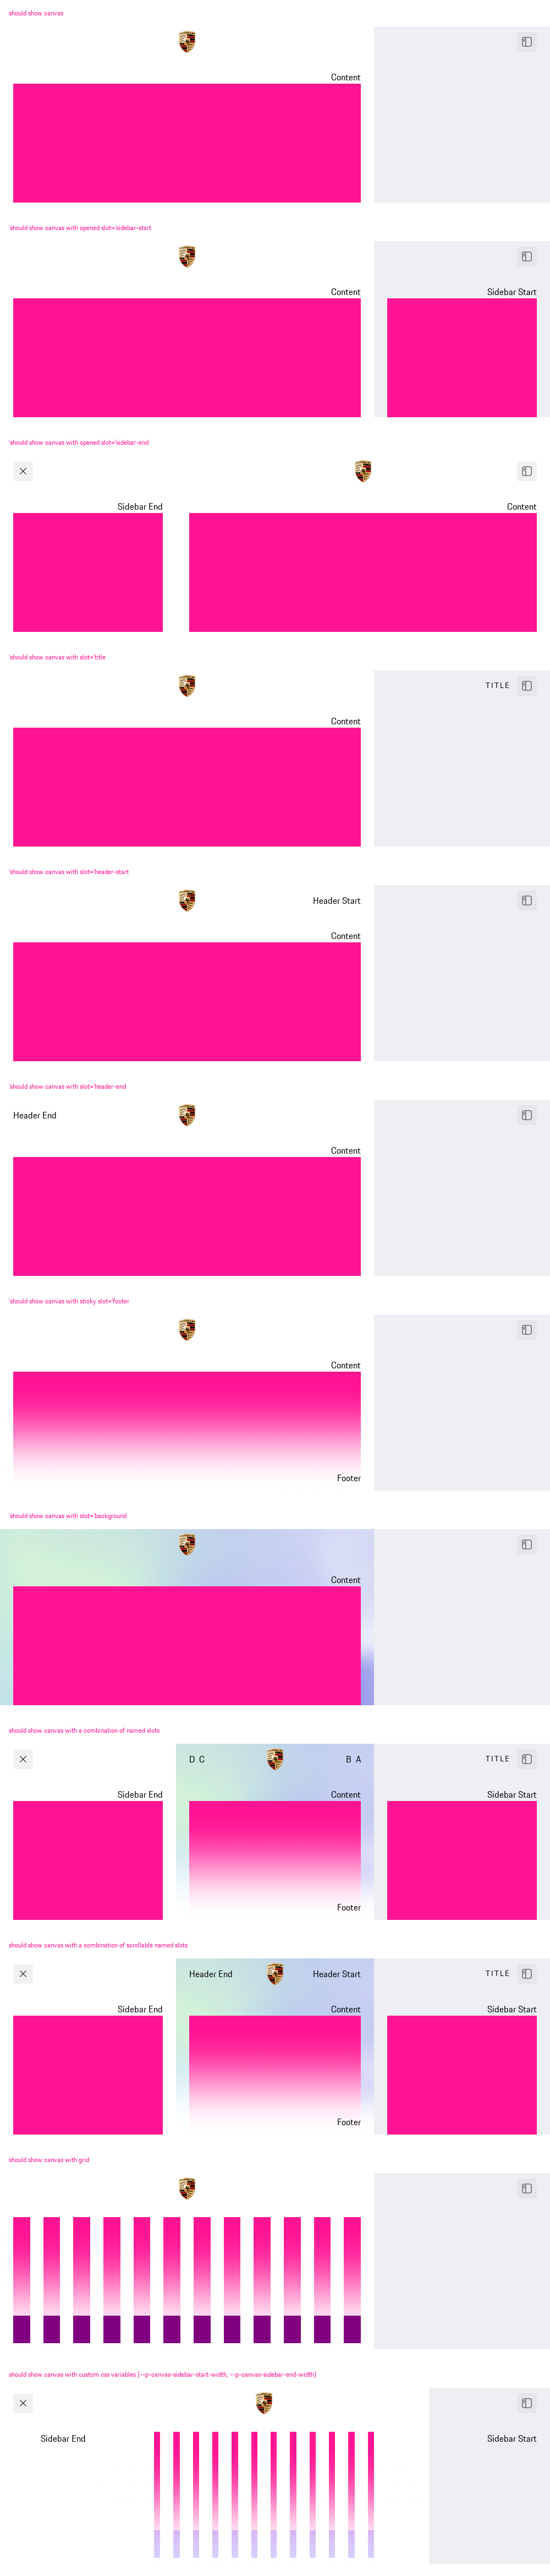 should show canvas
Content
'should show canvas with opened slot='sidebar-start
Content
Sidebar Start
'should show canvas with opened slot='sidebar-end
Sidebar End
Content
'should show canvas with slot='title
TITLE
Content
'should show canvas with slot='header-start
Header Start
Content
'should show canvas with slot='header-end
Header End
Content
'should show canvas with sticky slot='footer
Content
Footer
'should show canvas with slot='background
Content
should show canvas with a combination of named slots
D C
B A
TITLE
Sidebar End
Content
Sidebar Start
Footer
should show canvas with a combination of scrollable named slots
Header End
Header Start
TITLE
Sidebar End
Content
Sidebar Start
Footer
should show canvas with grid
should show canvas with custom css variables (--p-canvas-sidebar-start-width, --p-canvas-sidebar-end-width)
Sidebar End
Sidebar Start